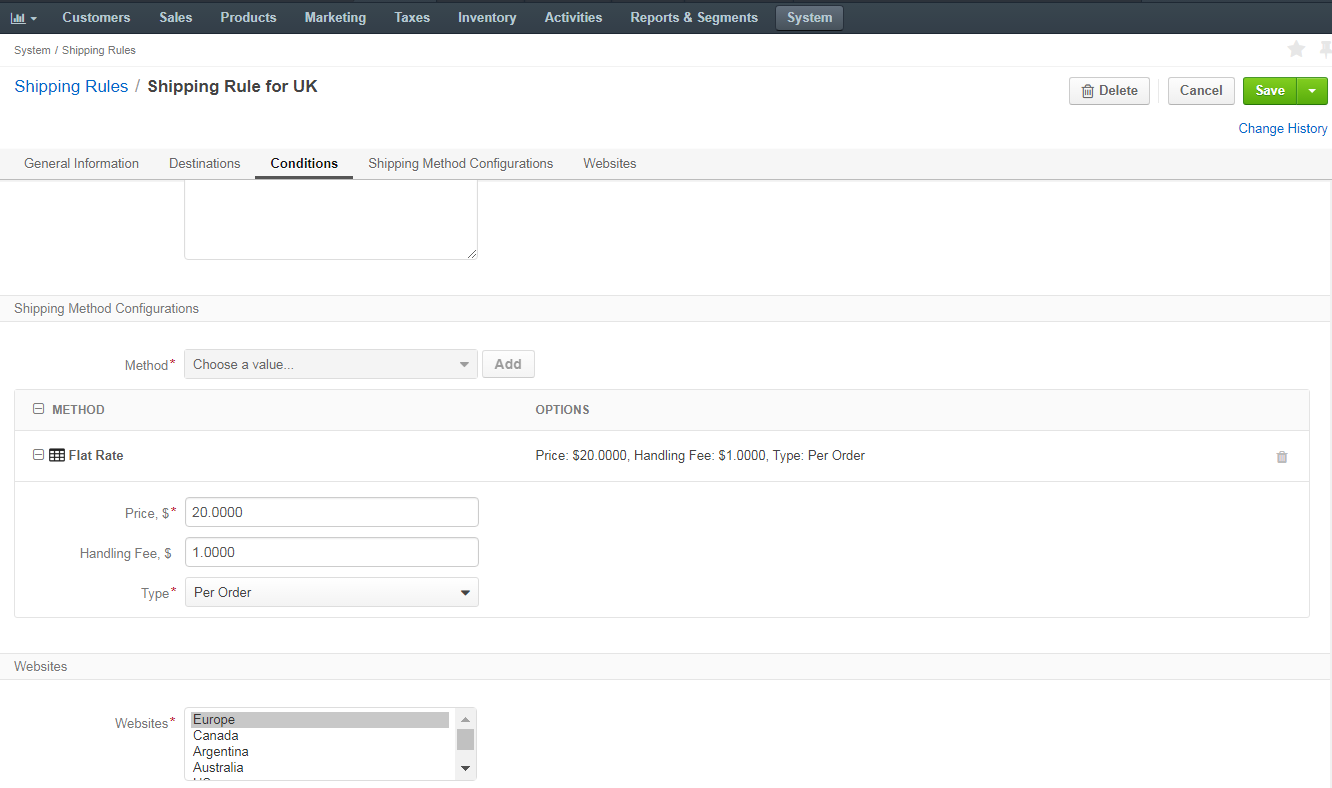 Customers Sales Products Marketing Taxes Inventory Activities Reports & Segments System
System / Shipping Rules
Shipping Rules / Shipping Rule for UK
Delete Cancel Save
Change History
General Information Destinations Conditions Shipping Method Configurations Websites
Shipping Method Configurations
Method* Choose a value... Add
METHOD OPTIONS
Flat Rate Price: $20.0000, Handling Fee: $1.0000, Type: Per Order
Price, $* 20.0000
Handling Fee, $ 1.0000
Type* Per Order
Websites
Websites* Europe
Canada
Argentina
Australia